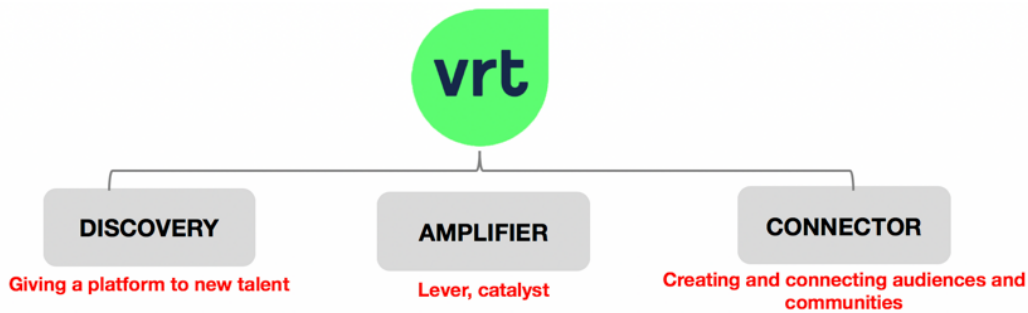 vrt
DISCOVERY
Giving a platform to new talent
AMPLIFIER
Lever, catalyst
CONNECTOR
Creating and connecting audiences and
communities